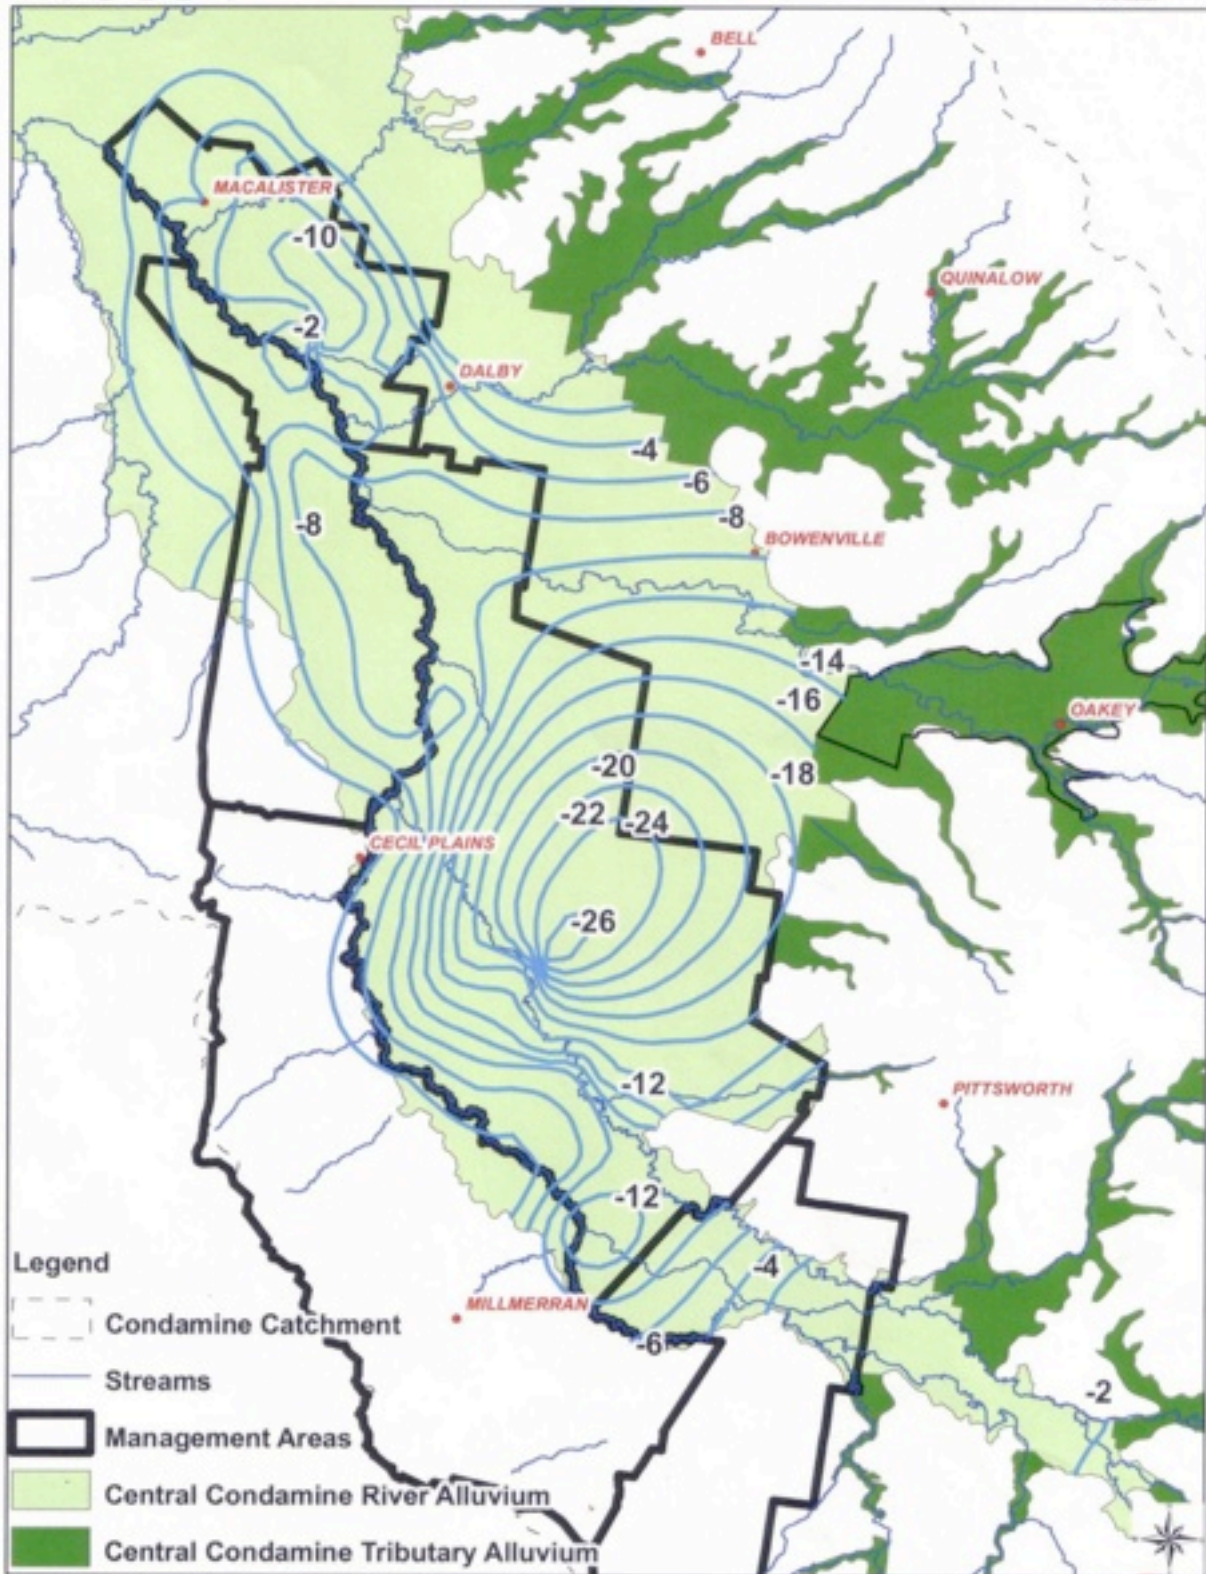 BELL
MACALISTER
-10
QUINALOW
-2
DALBY
-4
-6
-8
-8
BOWENVILLE
-14
-16
OAKEY
-20
-18
-22
-24
CECIL PLAINS
-26
-12
PITTSWORTH
-12
-4
MILLMERRAN
-6
-2
Legend
Condamine Catchment
Streams
Management Areas
Central Condamine River Alluvium
Central Condamine Tributary Alluvium